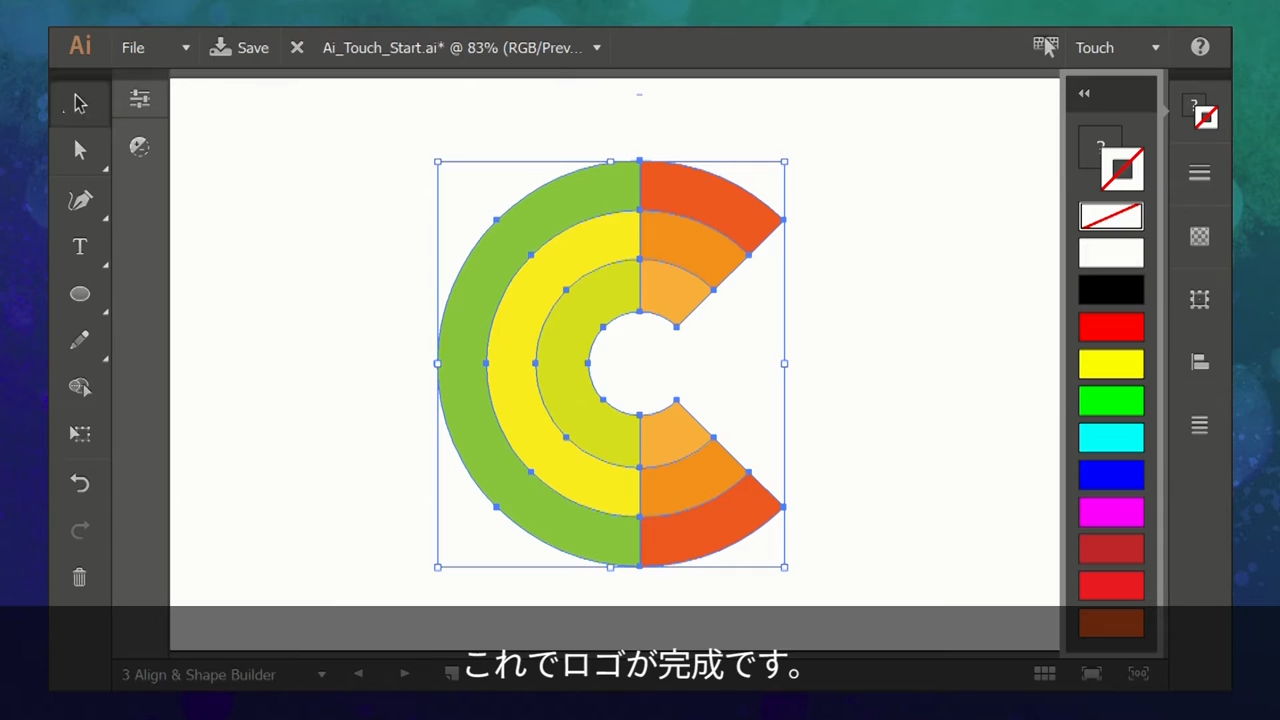 Ai File Save Ai_Touch_Start.ai* @ 83% (RGB/Prev... Touch ?
?
?
T
3 Align & Shape Builder
これでロゴが完成です。